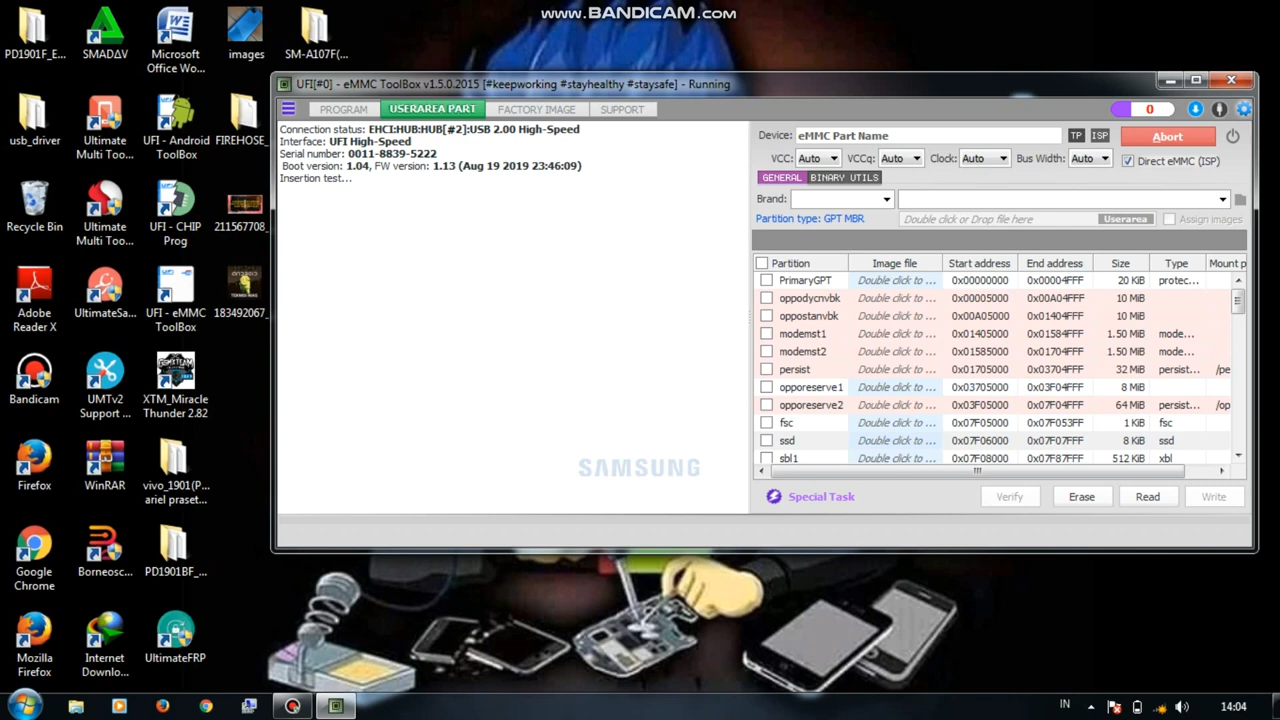 www.BANDICAM.com
PD1901F_E...
SMADΔV
Microsoft
Office Wo...
images
SM-A107F(...
usb_driver
Ultimate
Multi Too...
UFI - Android
ToolBox
FIREHOSE_...
Recycle Bin
Ultimate
Multi Too...
UFI - CHIP
Prog
211567708_
Adobe
Reader X
UltimateSa...
UFI - eMMC
ToolBox
183492067_
Bandicam
UMTv2
Support ...
XTM_Miracle
Thunder 2.82
Firefox
WinRAR
vivo_1901(P...
ariel praset...
Google
Chrome
Borneosc...
PD1901BF_...
Mozilla
Firefox
Internet
Downlo...
UltimateFRP
UFI[#0] - eMMC ToolBox v1.5.0.2015 [#keepworking #stayhealthy #staysafe] - Running
PROGRAM USERAREA PART FACTORY IMAGE SUPPORT 0
Connection status: EHCI:HUB:HUB[#2]:USB 2.00 High-Speed
Interface: UFI High-Speed
Serial number: 0011-8839-5222
Boot version: 1.04, FW version: 1.13 (Aug 19 2019 23:46:09)
Insertion test...
SAMSUNG
Device: eMMC Part Name TP ISP Abort
VCC: Auto VCCq: Auto Clock: Auto Bus Width: Auto Direct eMMC (ISP)
GENERAL BINARY UTILS
Brand:
Partition type: GPT MBR Double click or Drop file here Userarea Assign images
Partition Image file Start address End address Size Type Mount p
PrimaryGPT Double click to ... 0x00000000 0x00004FFF 20 KiB protec...
oppodycnvbk Double click to ... 0x00005000 0x00A04FFF 10 MiB
oppostanvbk Double click to ... 0x00A05000 0x01404FFF 10 MiB
modemst1 Double click to ... 0x01405000 0x01584FFF 1.50 MiB mode...
modemst2 Double click to ... 0x01585000 0x01704FFF 1.50 MiB mode...
persist Double click to ... 0x01705000 0x03704FFF 32 MiB persist... /pe
opporeserve1 Double click to ... 0x03705000 0x03F04FFF 8 MiB
opporeserve2 Double click to ... 0x03F05000 0x07F04FFF 64 MiB persist... /op
fsc Double click to ... 0x07F05000 0x07F053FF 1 KiB fsc
ssd Double click to ... 0x07F06000 0x07F07FFF 8 KiB ssd
sbl1 Double click to ... 0x07F08000 0x07F87FFF 512 KiB xbl
Special Task Verify Erase Read Write
IN 14:04